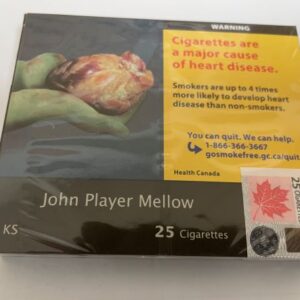 WARNING
Cigarettes are
a major cause
of heart disease.
Smokers are up to 4 times
more likely to develop heart
disease than non-smokers.
You can quit. We can help.
1-866-366-3667
gosmokefree.gc.ca/quit
Health Canada
John Player Mellow
KS
25 Cigarettes
25